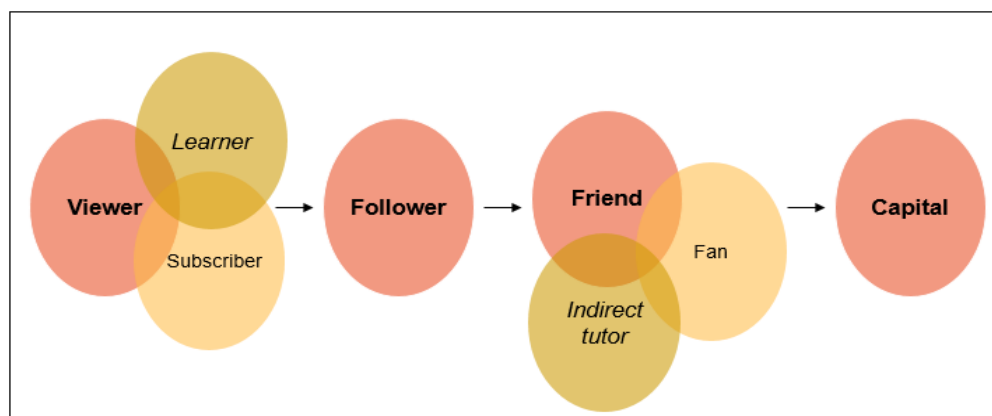 Learner
Viewer
Subscriber
Follower
Friend
Fan
Indirect
tutor
Capital